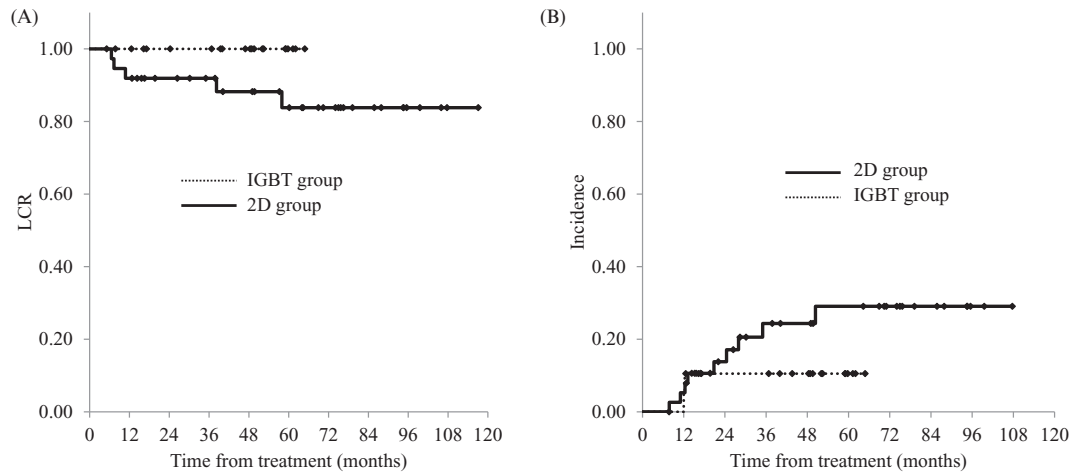 (A)
1.00
0.80
0.60
0.40
0.20
0.00
LCR
IGBT group
2D group
0 12 24 36 48 60 72 84 96 108 120
Time from treatment (months)
(B)
1.00
0.80
0.60
0.40
0.20
0.00
Incidence
2D group
IGBT group
0 12 24 36 48 60 72 84 96 108 120
Time from treatment (months)